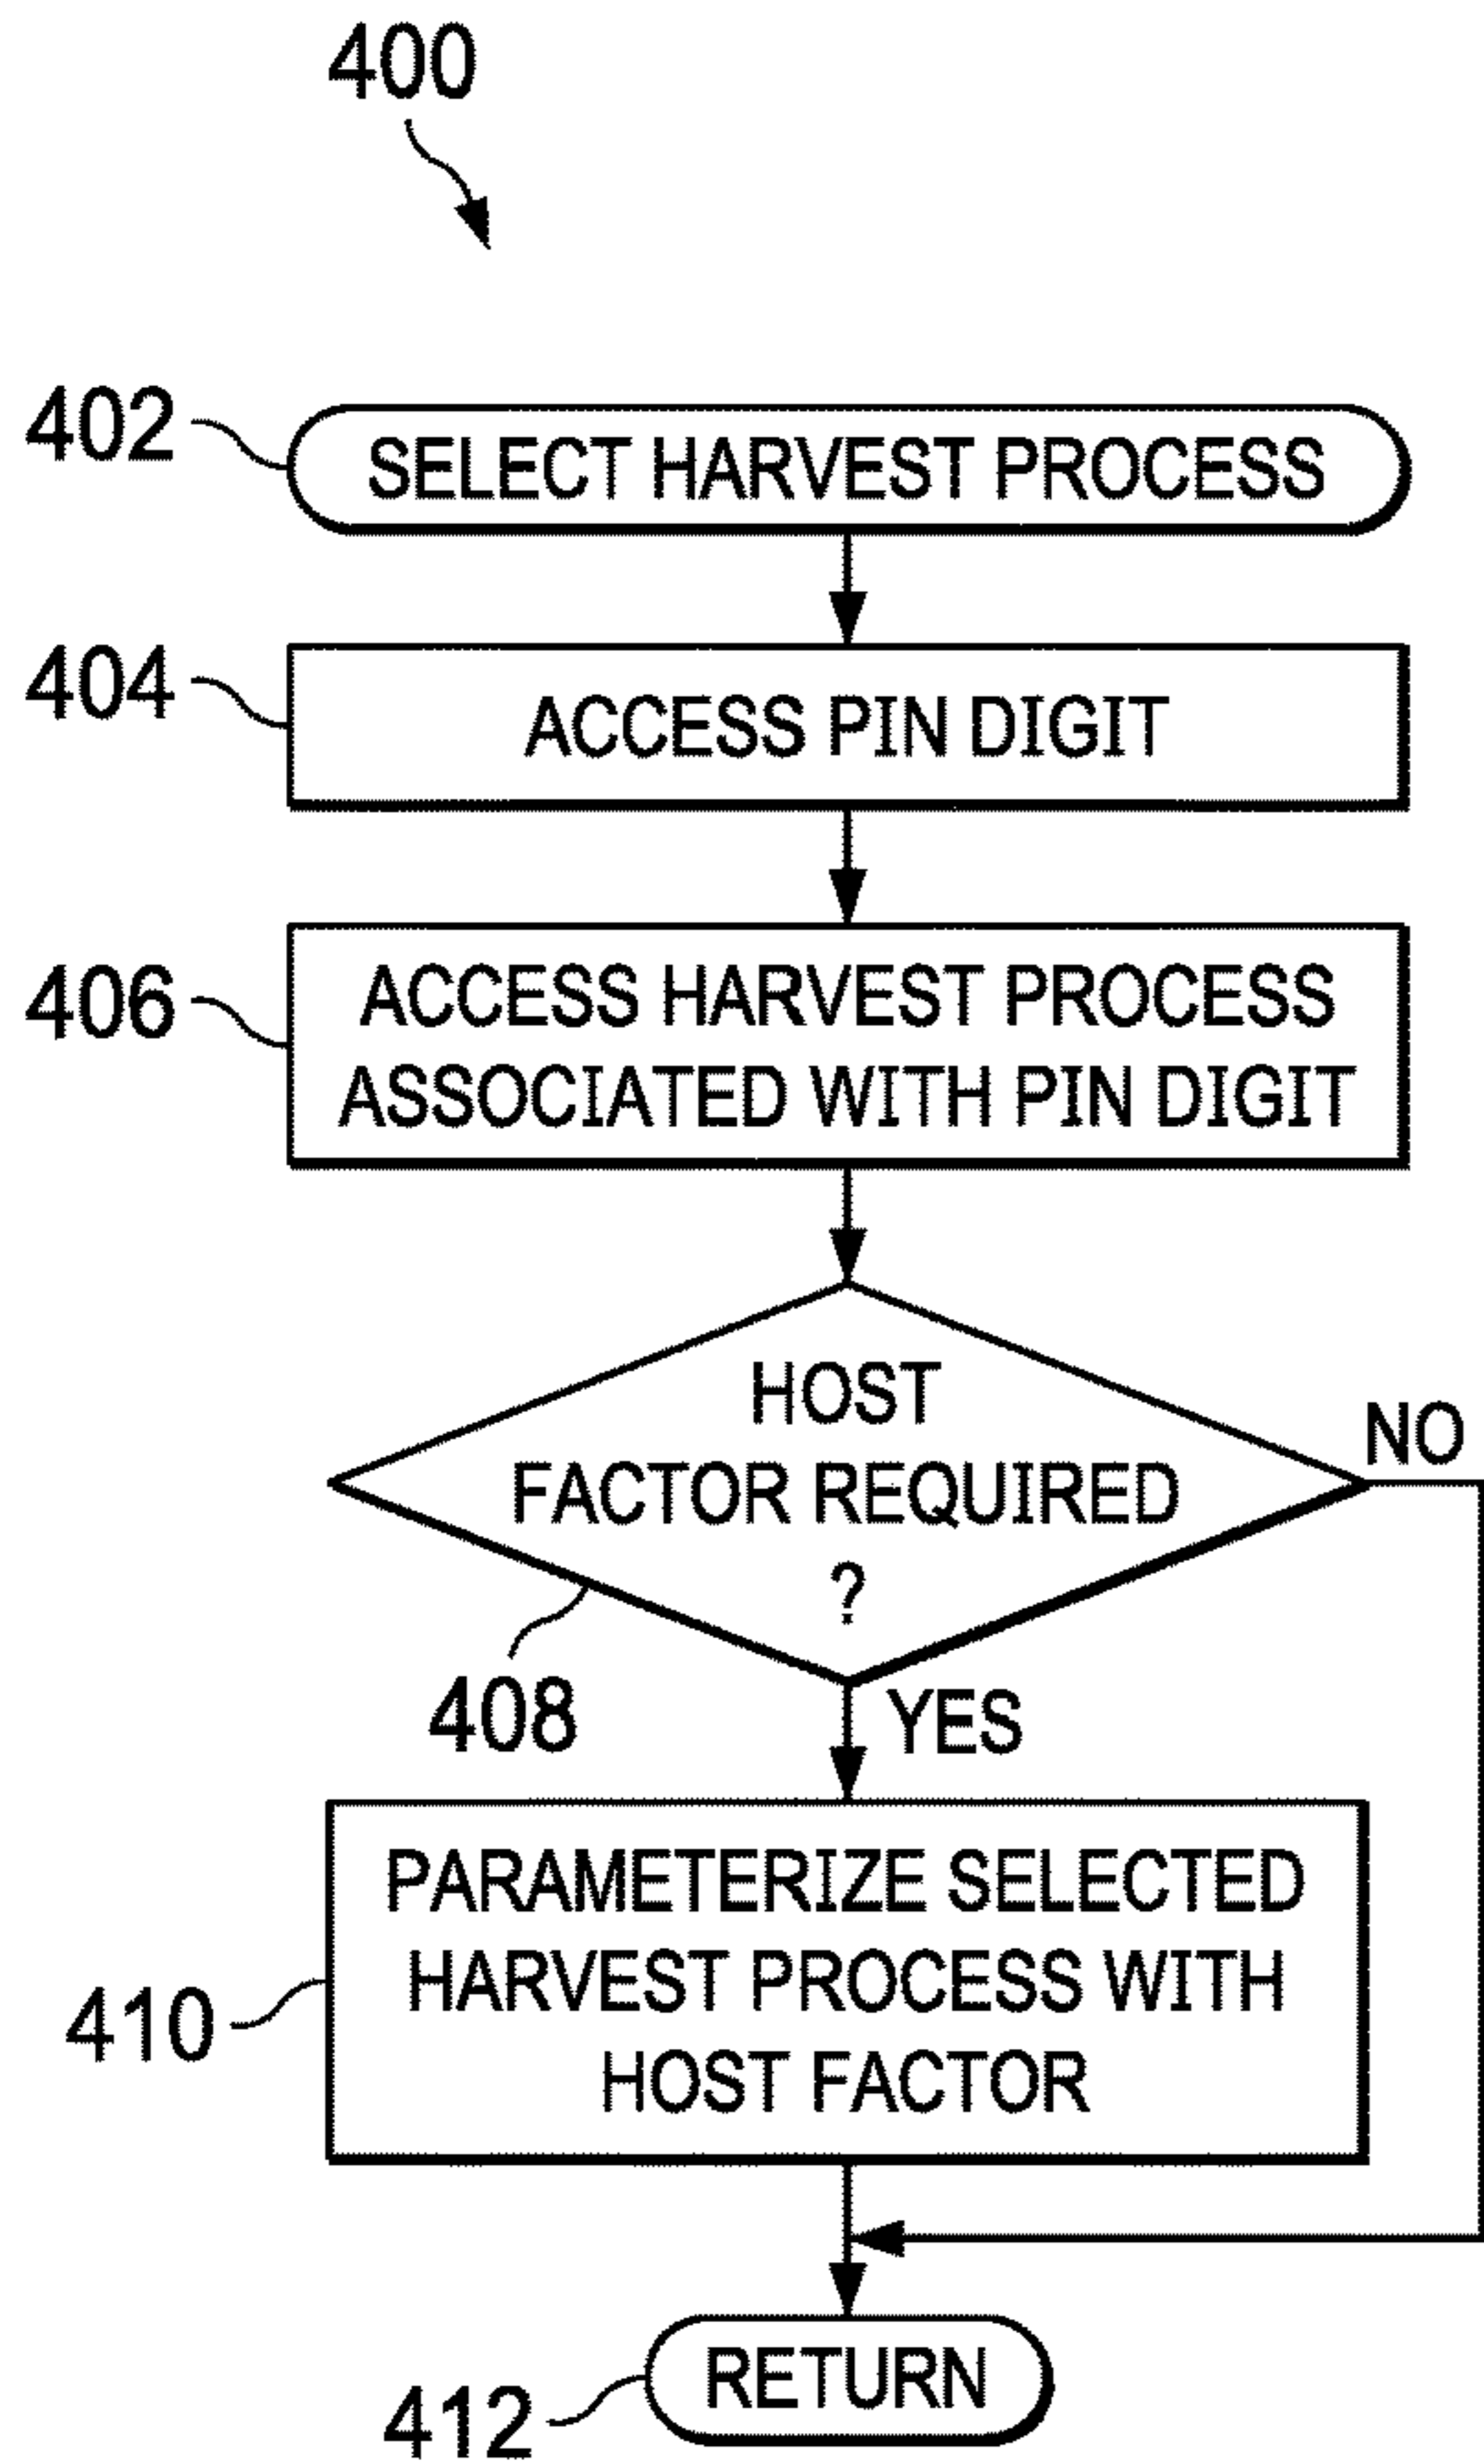 400
402
SELECT HARVEST PROCESS
404
ACCESS PIN DIGIT
406
ACCESS HARVEST PROCESS
ASSOCIATED WITH PIN DIGIT
HOST
FACTOR REQUIRED
?
NO
408
YES
410
PARAMETERIZE SELECTED
HARVEST PROCESS WITH
HOST FACTOR
412
RETURN